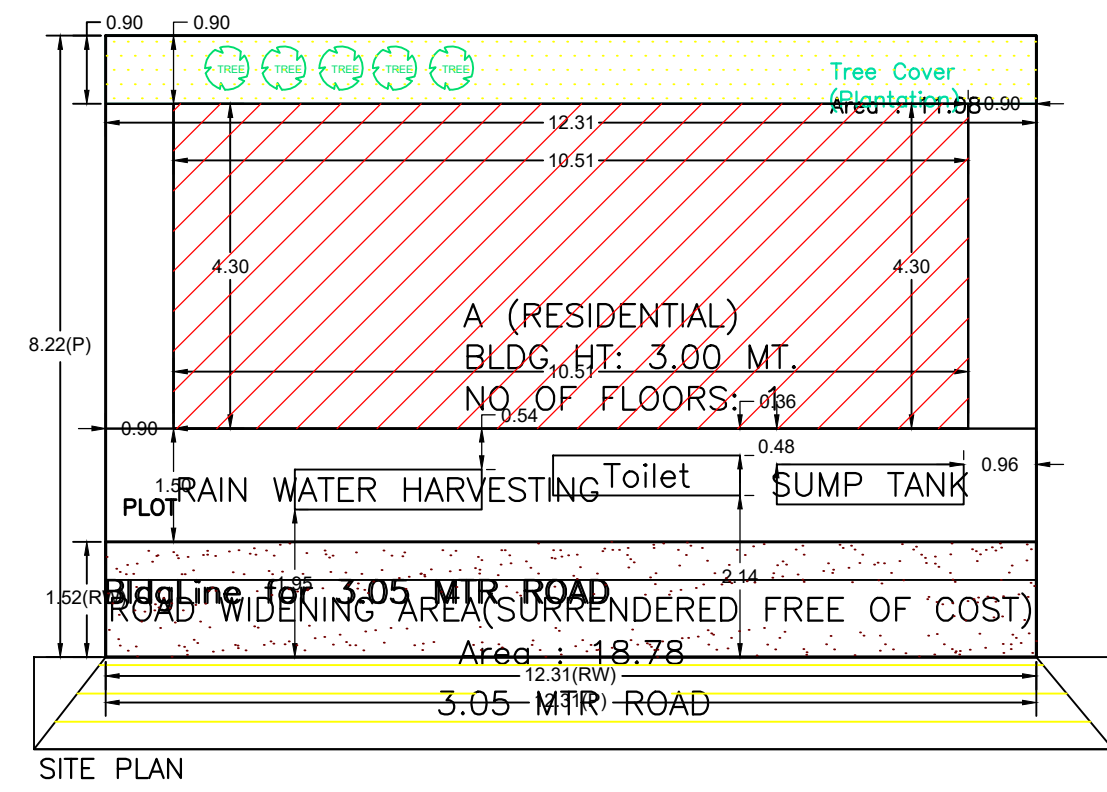 0.90
0.90
TREE TREE TREE TREE TREE
Tree Cover
(Plantation)
Area : 11.08
0.90
12.31
10.51
4.30
4.30
A (RESIDENTIAL)
8.22(P)
BLDG HT: 3.00 MT.
10.51
NO OF FLOORS: 1
0.36
0.54
0.90
0.48
0.96
Toilet
RAIN WATER HARVESTING
SUMP TANK
PLOT
2.14
1.95
BldgLine for 3.05 MTR ROAD
ROAD WIDENING AREA(SURRENDERED FREE OF COST)
Area : 18.78
12.31(RW)
12.31(P)
3.05 MTR ROAD
SITE PLAN